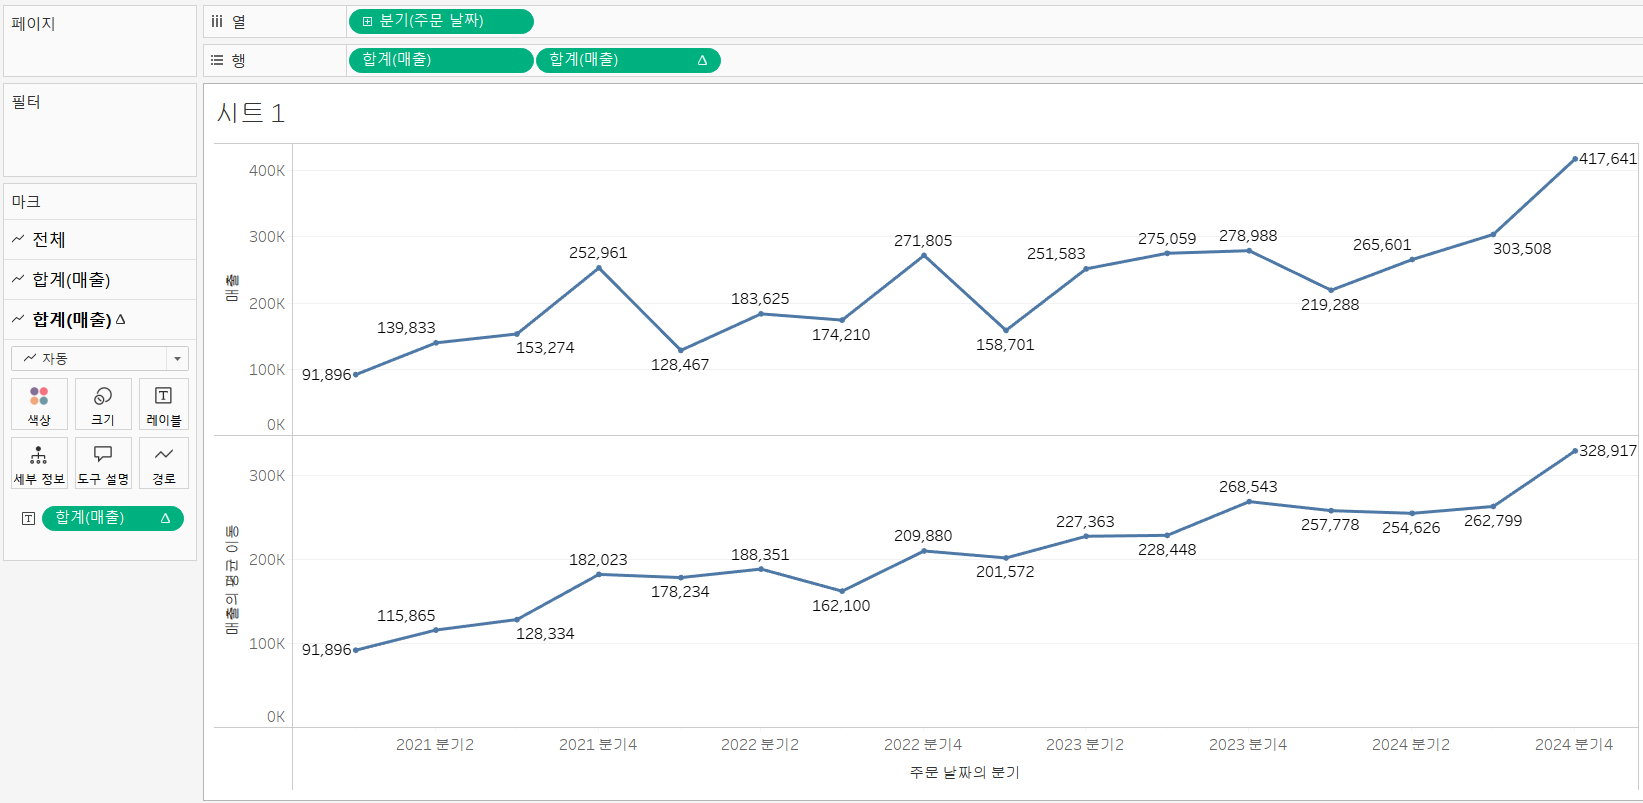 페이지
열
분기(주문 날짜)
행
합계(매출)
합계(매출) Δ
필터
마크
전체
합계(매출)
합계(매출) Δ
자동
색상
크기
레이블
세부 정보
도구 설명
경로
합계(매출) Δ
시트 1
매출
400K
300K
200K
100K
0K
91,896
139,833
153,274
252,961
128,467
183,625
174,210
271,805
158,701
251,583
275,059
278,988
219,288
265,601
303,508
417,641
매출의 평균 이동
300K
200K
100K
0K
91,896
115,865
128,334
182,023
178,234
188,351
162,100
209,880
201,572
227,363
228,448
268,543
257,778
254,626
262,799
328,917
2021 분기2
2021 분기4
2022 분기2
2022 분기4
2023 분기2
2023 분기4
2024 분기2
2024 분기4
주문 날짜의 분기